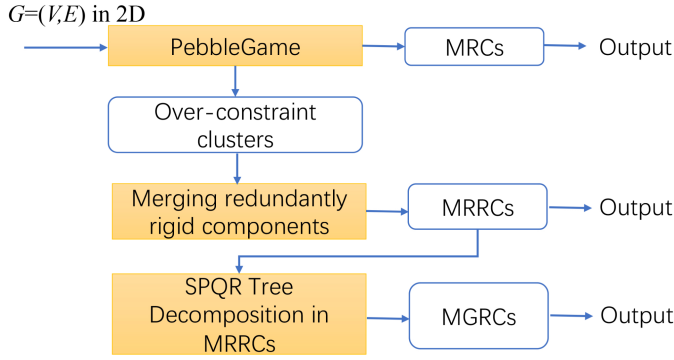 G=(V,E) in 2D
PebbleGame
MRCs
Output
Over-constraint
clusters
Merging redundantly
rigid components
MRRCs
Output
SPQR Tree
Decomposition in
MRRCs
MGRCs
Output